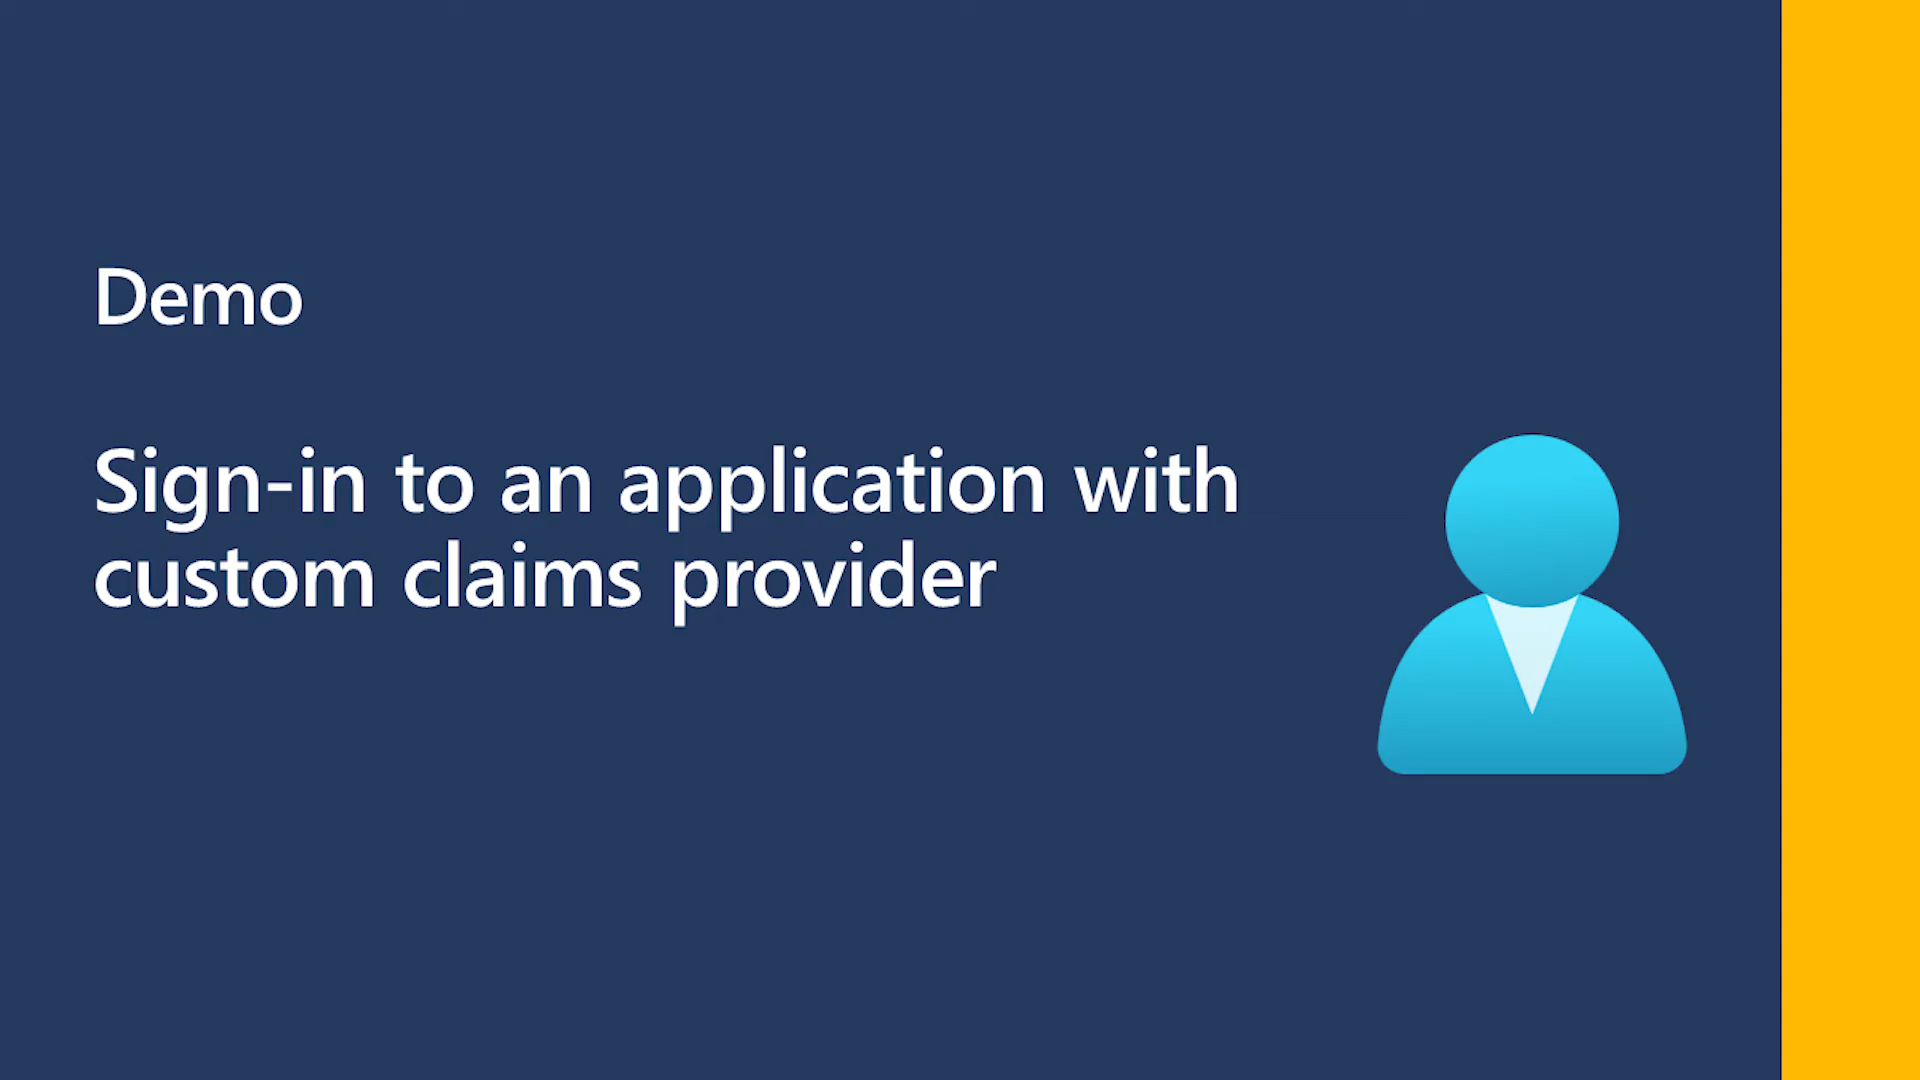 Demo
Sign-in to an application with
custom claims provider